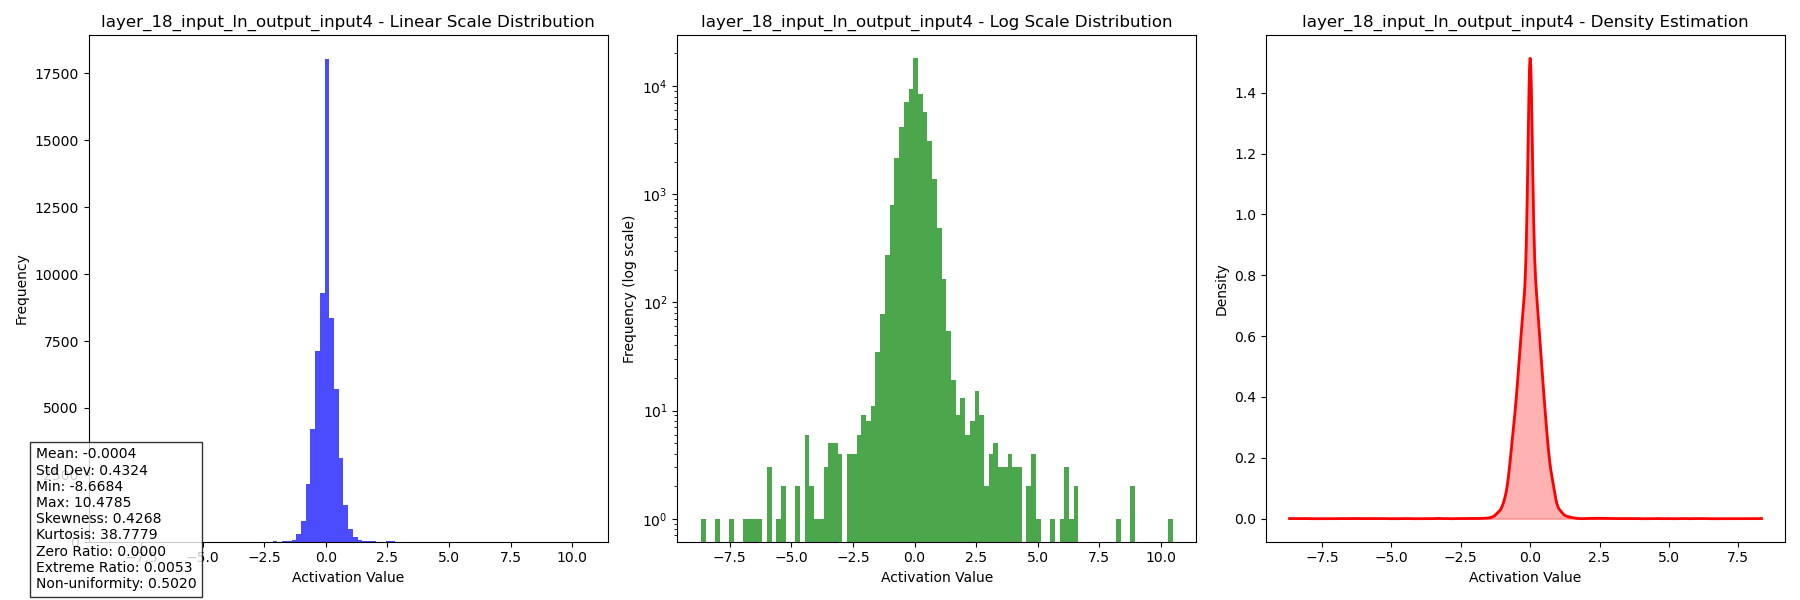 layer_18_input_ln_output_input4 - Linear Scale Distribution
17500
15000
12500
10000
7500
5000
Frequency
Mean: -0.0004
Std Dev: 0.4324
Min: -8.6684
Max: 10.4785
Skewness: 0.4268
Kurtosis: 38.7779
Zero Ratio: 0.0000
Extreme Ratio: 0.0053
Non-uniformity: 0.5020
−2.5 0.0 2.5 5.0 7.5 10.0
Activation Value
layer_18_input_ln_output_input4 - Log Scale Distribution
10⁴
10³
10²
10¹
10⁰
Frequency (log scale)
−7.5 −5.0 −2.5 0.0 2.5 5.0 7.5 10.0
Activation Value
layer_18_input_ln_output_input4 - Density Estimation
1.4
1.2
1.0
0.8
0.6
0.4
0.2
0.0
Density
−7.5 −5.0 −2.5 0.0 2.5 5.0 7.5
Activation Value